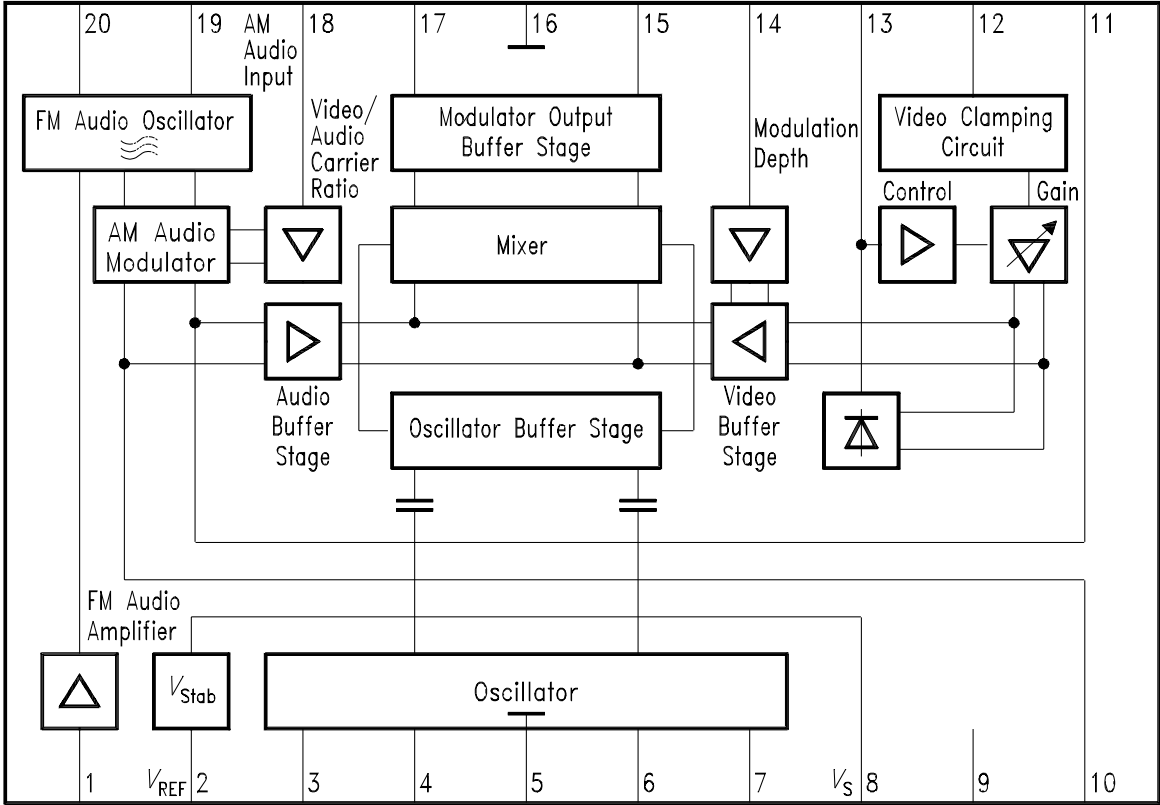 20
19
AM
Audio
Input
18
17
16
15
14
13
12
11
FM Audio Oscillator
Video/
Audio
Carrier
Ratio
Modulator Output
Buffer Stage
Modulation
Depth
Video Clamping
Circuit
Control
Gain
AM Audio
Modulator
Mixer
Audio
Buffer
Stage
Oscillator Buffer Stage
Video
Buffer
Stage
FM Audio
Amplifier
VStab
Oscillator
1
VREF 2
3
4
5
6
7
VS 8
9
10